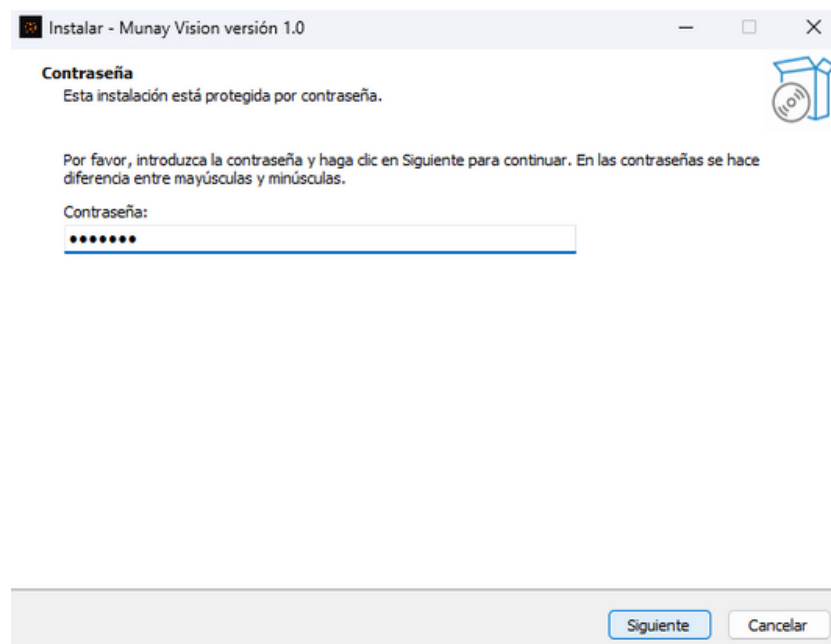 Instalar - Munay Vision versión 1.0
Contraseña
Esta instalación está protegida por contraseña.
Por favor, introduzca la contraseña y haga clic en Siguiente para continuar. En las contraseñas se hace
diferencia entre mayúsculas y minúsculas.
Contraseña:
•••••••
Siguiente Cancelar